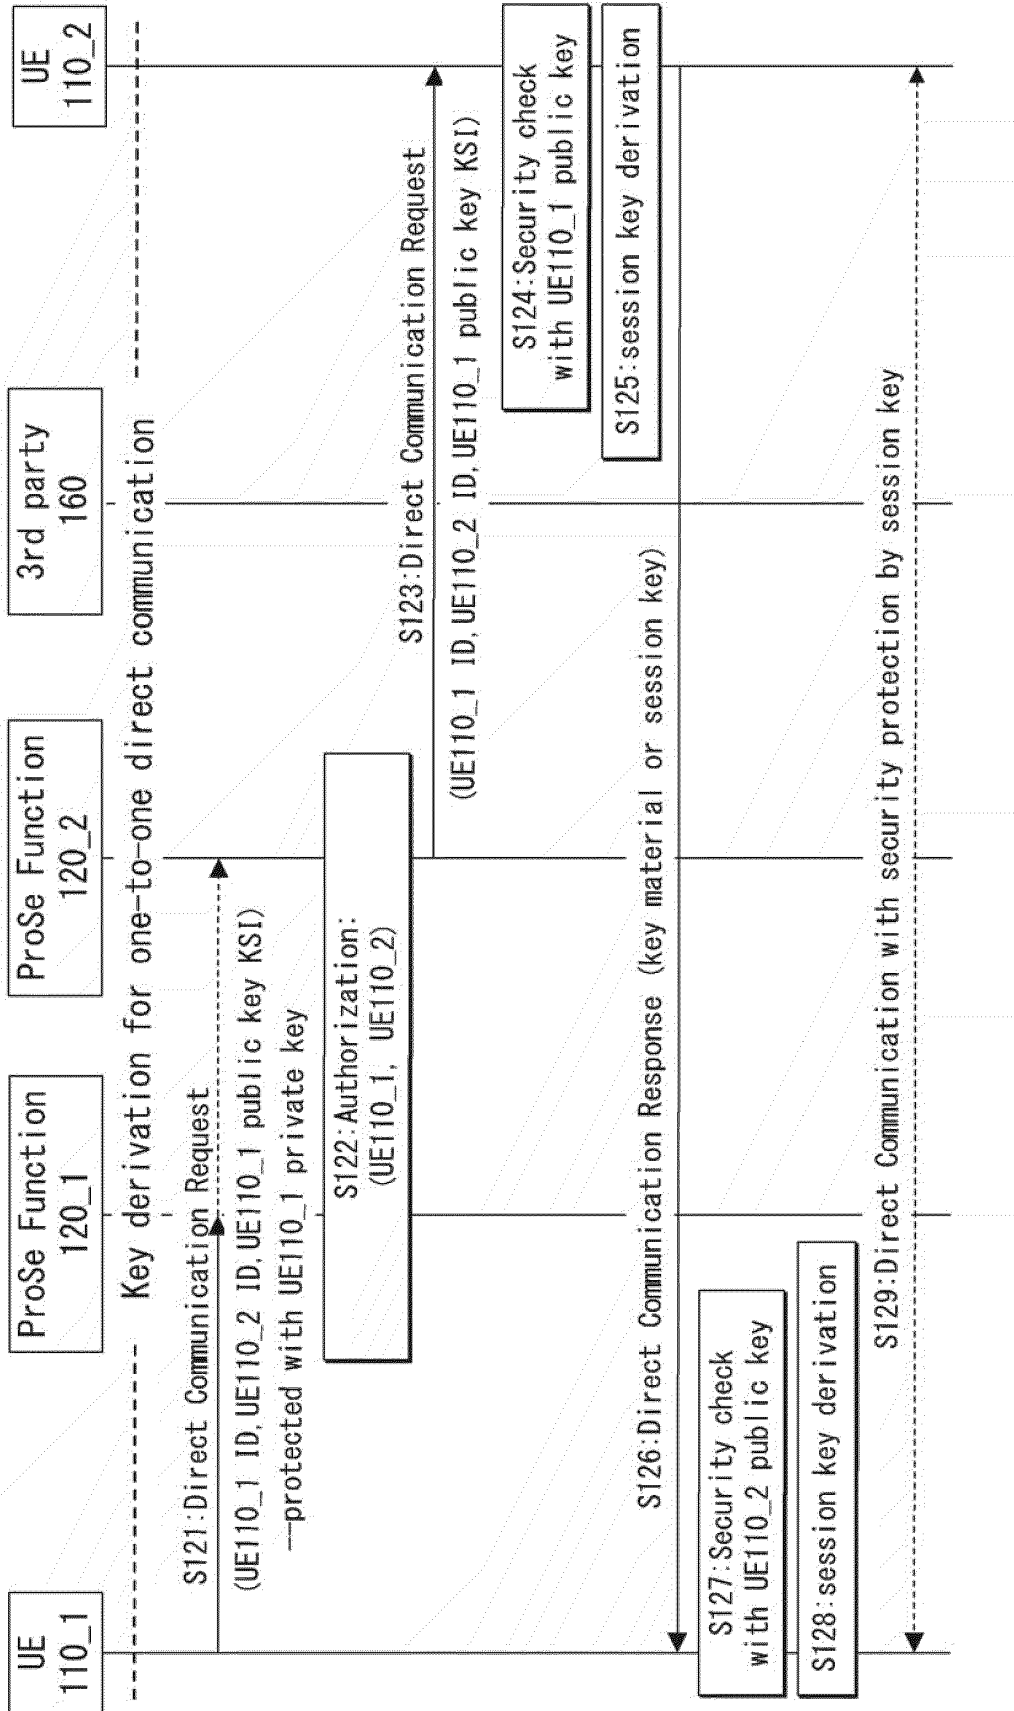 UE
110_1
ProSe Function
120_1
ProSe Function
120_2
3rd party
160
UE
110_2
Key derivation for one-to-one direct communication
S121:Direct Communication Request
(UE110_1 ID,UE110_2 ID,UE110_1 public key KSI)
—protected with UE110_1 private key
S122:Authorization:
(UE110_1, UE110_2)
S123:Direct Communication Request
(UE110_1 ID,UE110_2 ID,UE110_1 public key KSI)
S124:Security check
with UE110_1 public key
S125:session key derivation
S126:Direct Communication Response (key material or session key)
S127:Security check
with UE110_2 public key
S128:session key derivation
S129:Direct Communication with security protection by session key